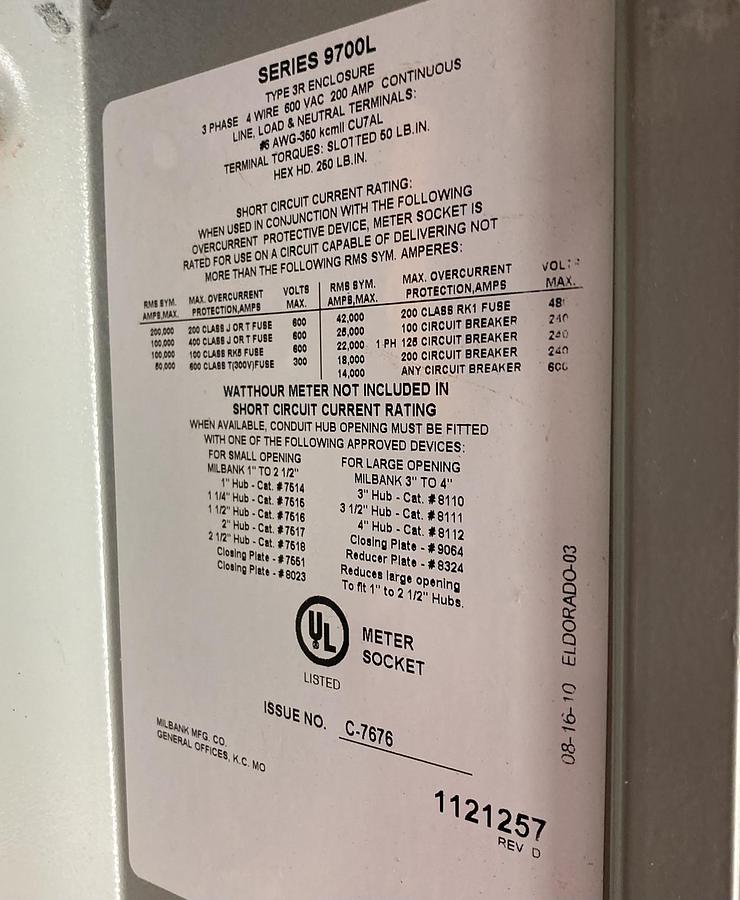 SERIES 9700L
TYPE 3R ENCLOSURE
3 PHASE 4 WIRE 600 VAC 200 AMP CONTINUOUS
LINE, LOAD & NEUTRAL TERMINALS:
#6 AWG-350 kcmil CU7AL
TERMINAL TORQUES: SLOTTED 50 LB.IN.
HEX HD. 250 LB.IN.
SHORT CIRCUIT CURRENT RATING:
WHEN USED IN CONJUNCTION WITH THE FOLLOWING
OVERCURRENT PROTECTIVE DEVICE, METER SOCKET IS
RATED FOR USE ON A CIRCUIT CAPABLE OF DELIVERING NOT
MORE THAN THE FOLLOWING RMS SYM. AMPERES:
RMS SYM. AMPS,MAX. MAX. OVERCURRENT PROTECTION,AMPS VOLTS MAX.
200,000 200 CLASS J OR T FUSE 600
100,000 400 CLASS J OR T FUSE 600
100,000 100 CLASS RK5 FUSE 600
50,000 600 CLASS T(300V)FUSE 300
RMS SYM. AMPS,MAX. MAX. OVERCURRENT PROTECTION,AMPS VOLTS MAX.
42,000 200 CLASS RK1 FUSE
25,000 100 CIRCUIT BREAKER 240
22,000 1 PH 125 CIRCUIT BREAKER 240
18,000 200 CIRCUIT BREAKER 240
14,000 ANY CIRCUIT BREAKER 600
WATTHOUR METER NOT INCLUDED IN
SHORT CIRCUIT CURRENT RATING
WHEN AVAILABLE, CONDUIT HUB OPENING MUST BE FITTED
WITH ONE OF THE FOLLOWING APPROVED DEVICES:
FOR SMALL OPENING
MILBANK 1" TO 2 1/2"
1" Hub - Cat. #7514
1 1/4" Hub - Cat. #7515
1 1/2" Hub - Cat. #7516
2" Hub - Cat. #7517
2 1/2" Hub - Cat. #7518
Closing Plate - #7551
Closing Plate - #8023
FOR LARGE OPENING
MILBANK 3" TO 4"
3" Hub - Cat. #8110
3 1/2" Hub - Cat. #8111
4" Hub - Cat. #8112
Closing Plate - #9064
Reducer Plate - #8324
Reduces large opening
To fit 1" to 2 1/2" Hubs.
UL
LISTED
METER
SOCKET
ISSUE NO. C-7676
MILBANK MFG. CO.
GENERAL OFFICES, K.C. MO
1121257
REV D
08-16-10 ELDORADO-03